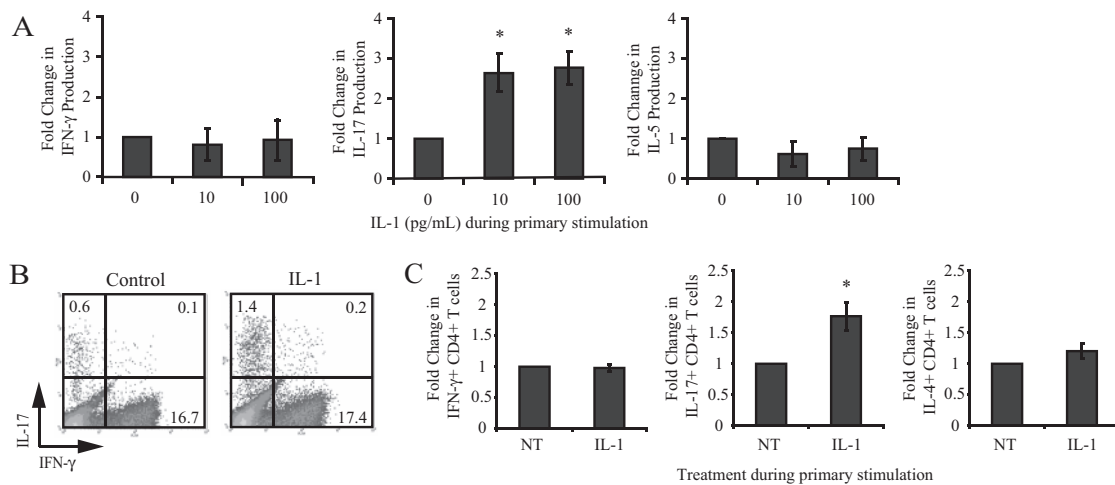 A
Fold Change in
IFN-γ Production
4
3
2
1
0
0
10
100
Fold Change in
IL-17 Production
4
3
2
1
0
*
*
0
10
100
Fold Channge in
IL-5 Production
4
3
2
1
0
0
10
100
IL-1 (pg/mL) during primary stimulation
B
Control
IL-1
0.6
0.1
16.7
1.4
0.2
17.4
IL-17
IFN-γ
C
Fold Change in
IFN-γ+ CD4+ T cells
2.5
2
1.5
1
0.5
0
NT
IL-1
Fold Change in
IL-17+ CD4+ T cells
2.5
2
1.5
1
0.5
0
*
NT
IL-1
Fold Change in
IL-4+ CD4+ T cells
2.5
2
1.5
1
0.5
0
NT
IL-1
Treatment during primary stimulation